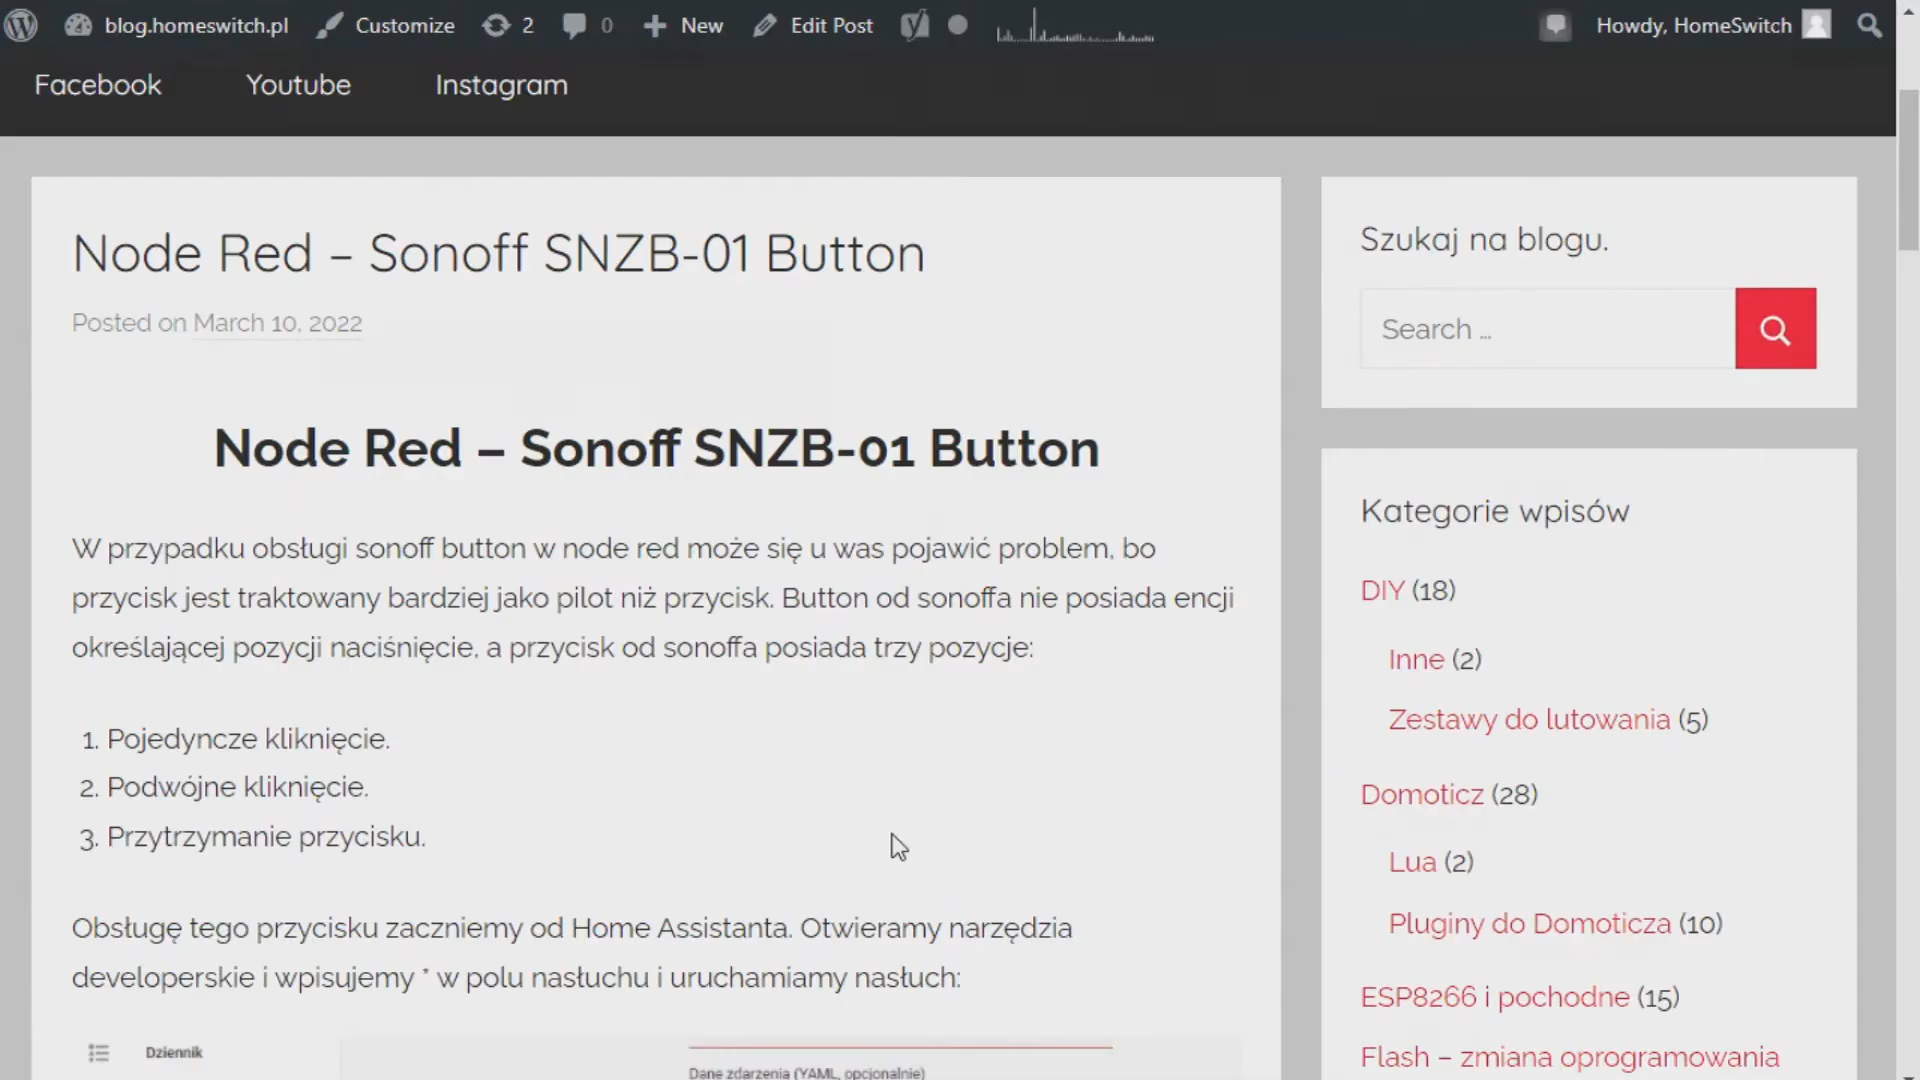 blog.homeswitch.pl Customize 2 0 New Edit Post Howdy, HomeSwitch
Facebook Youtube Instagram
Node Red – Sonoff SNZB-01 Button
Posted on March 10, 2022
Node Red – Sonoff SNZB-01 Button
W przypadku obsługi sonoff button w node red może się u was pojawić problem, bo
przycisk jest traktowany bardziej jako pilot niż przycisk. Button od sonoffa nie posiada encji
określającej pozycji naciśnięcie, a przycisk od sonoffa posiada trzy pozycje:
1. Pojedyncze kliknięcie.
2. Podwójne kliknięcie.
3. Przytrzymanie przycisku.
Obsługę tego przycisku zaczniemy od Home Assistanta. Otwieramy narzędzia
developerskie i wpisujemy * w polu nasłuchu i uruchamiamy nasłuch:
Dziennik
Dane zdarzenia (YAML, opcjonalnie)
Szukaj na blogu.
Search ...
Kategorie wpisów
DIY (18)
Inne (2)
Zestawy do lutowania (5)
Domoticz (28)
Lua (2)
Pluginy do Domoticza (10)
ESP8266 i pochodne (15)
Flash – zmiana oprogramowania